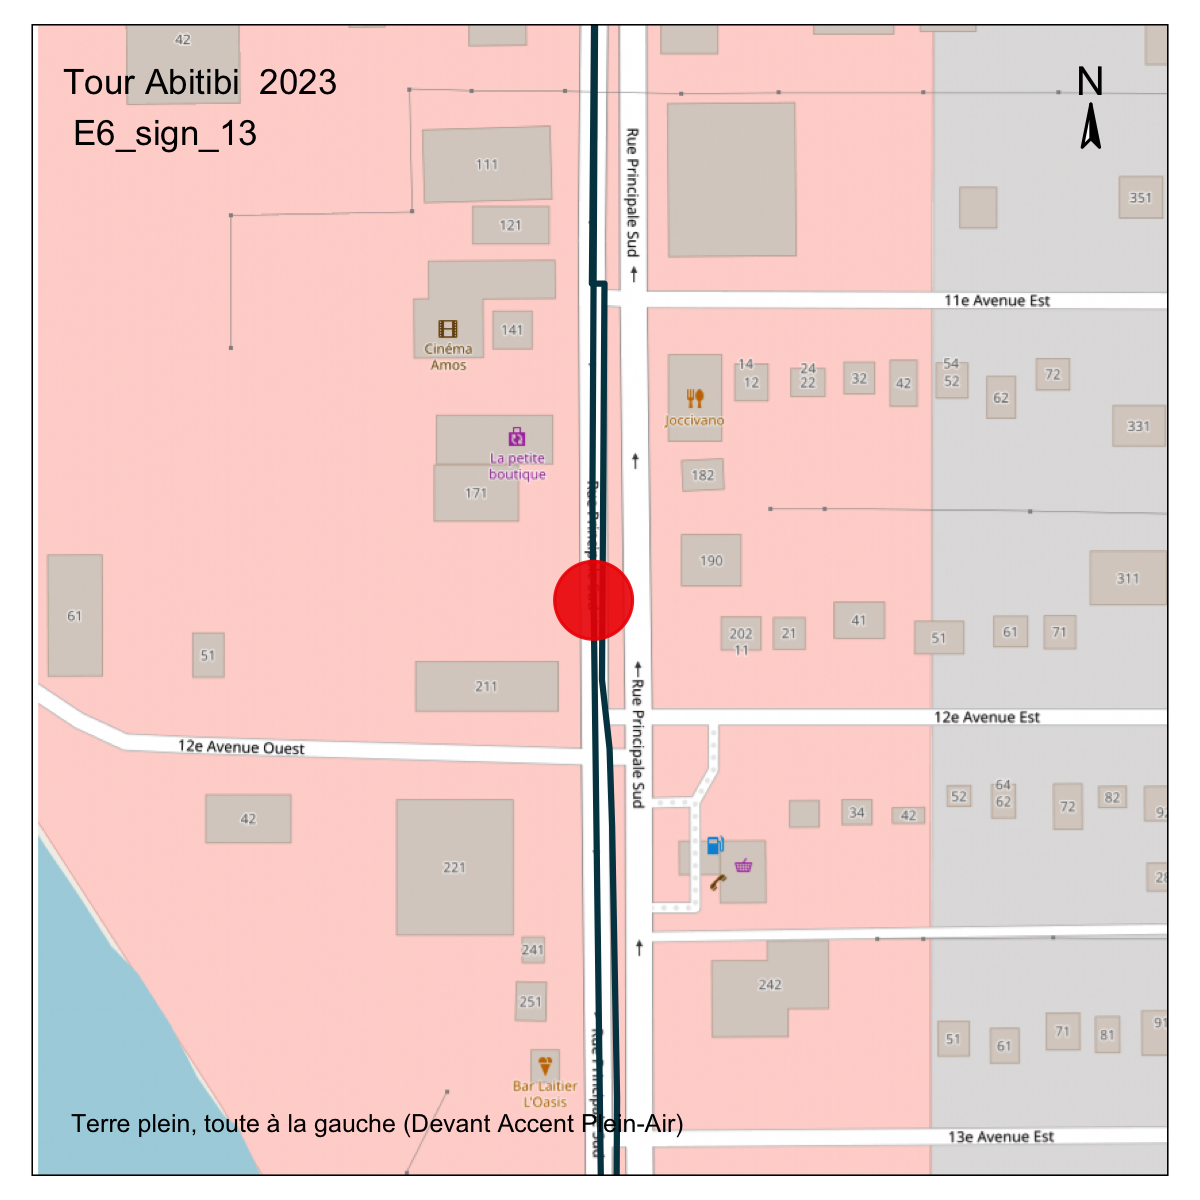 42
Tour Abitibi 2023
E6_sign_13
N
Rue Principale Sud
111
121
351
11e Avenue Est
141
Cinéma
Amos
14
12
24
22
32
42
54
52
62
72
331
Joccivano
La petite
boutique
171
182
190
311
61
51
202
11
21
41
51
61
71
211
Rue Principale Sud
12e Avenue Est
12e Avenue Ouest
42
221
34
42
52
64
62
72
82
241
251
242
51
61
71
81
91
Bar Laitier
L'Oasis
Rue Principale Sud
Terre plein, toute à la gauche (Devant Accent Plein-Air)
13e Avenue Est